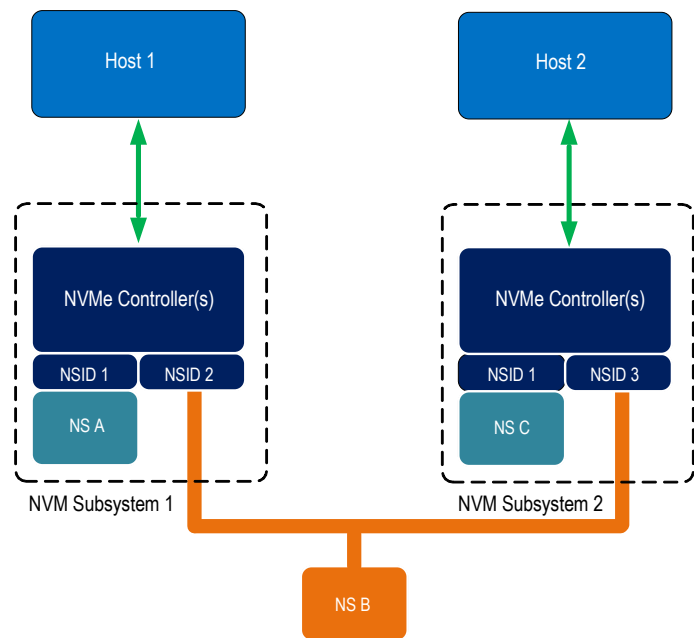 Host 1
Host 2
NVMe Controller(s)
NVMe Controller(s)
NSID 1
NSID 2
NSID 1
NSID 3
NS A
NS C
NVM Subsystem 1
NVM Subsystem 2
NS B